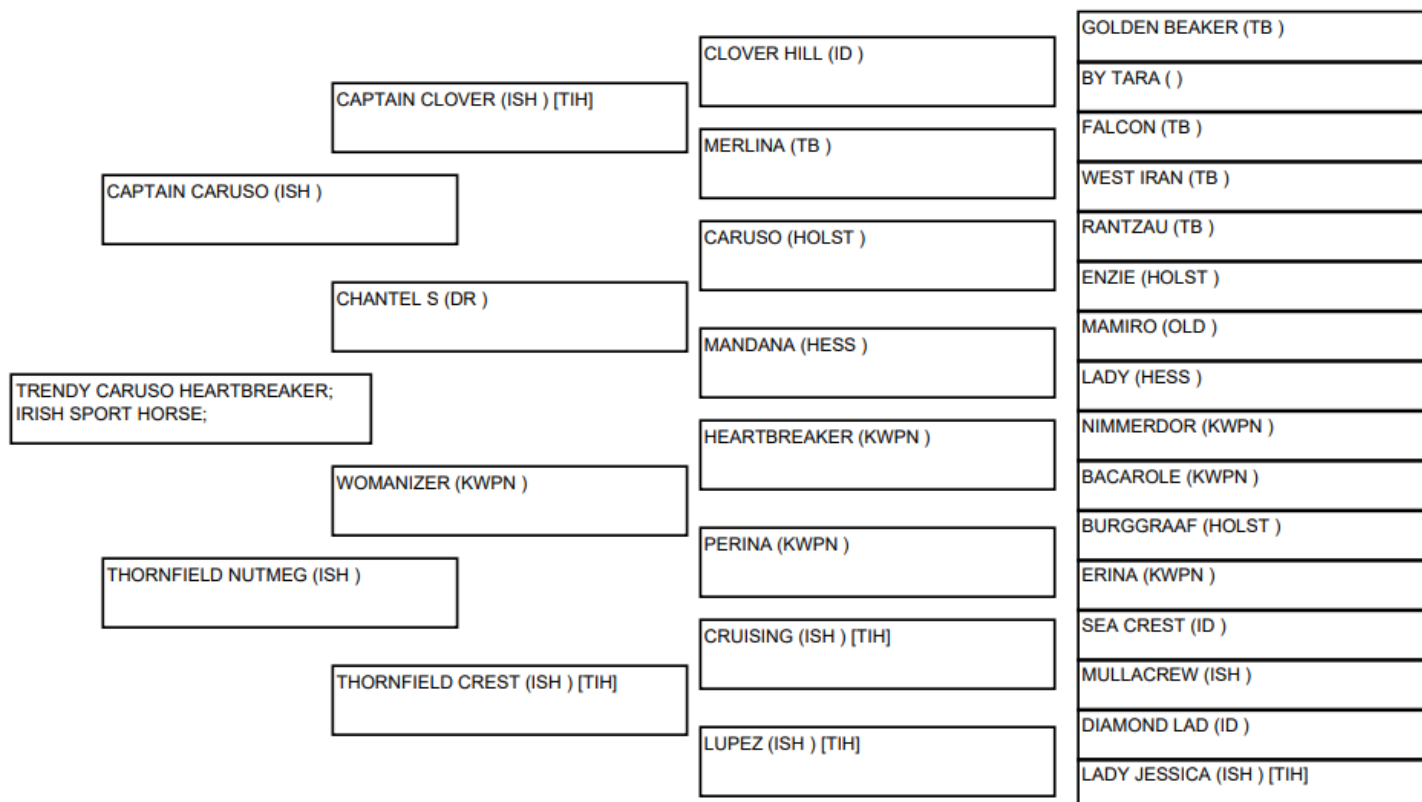 GOLDEN BEAKER (TB )
CLOVER HILL (ID )
BY TARA ( )
CAPTAIN CLOVER (ISH ) [TIH]
FALCON (TB )
MERLINA (TB )
WEST IRAN (TB )
CAPTAIN CARUSO (ISH )
RANTZAU (TB )
CARUSO (HOLST )
ENZIE (HOLST )
CHANTEL S (DR )
MAMIRO (OLD )
MANDANA (HESS )
LADY (HESS )
TRENDY CARUSO HEARTBREAKER;
IRISH SPORT HORSE;
NIMMERDOR (KWPN )
HEARTBREAKER (KWPN )
BACAROLE (KWPN )
WOMANIZER (KWPN )
BURGGRAAF (HOLST )
PERINA (KWPN )
ERINA (KWPN )
THORNFIELD NUTMEG (ISH )
SEA CREST (ID )
CRUISING (ISH ) [TIH]
MULLACREW (ISH )
THORNFIELD CREST (ISH ) [TIH]
DIAMOND LAD (ID )
LUPEZ (ISH ) [TIH]
LADY JESSICA (ISH ) [TIH]